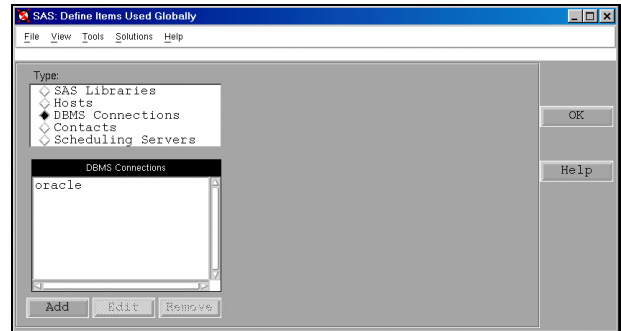 SAS: Define Items Used Globally
File View Tools Solutions Help
Type:
SAS Libraries
Hosts
DBMS Connections
Contacts
Scheduling Servers
OK
DBMS Connections
Help
oracle
Add Edit Remove